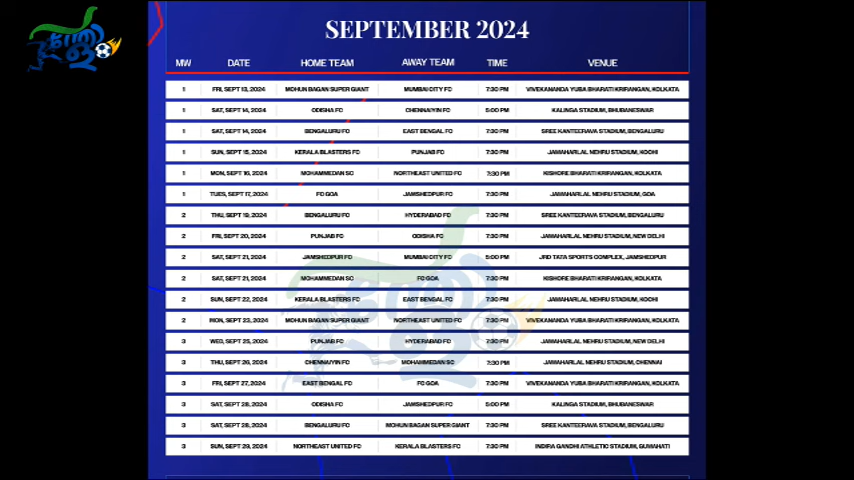 SEPTEMBER 2024
MW DATE HOME TEAM AWAY TEAM TIME VENUE
1 FRI, SEPT 13, 2024 MOHUN BAGAN SUPER GIANT MUMBAI CITY FC 7:30 PM VIVEKANANDA YUBA BHARATI KRIRANGAN, KOLKATA
1 SAT, SEPT 14, 2024 ODISHA FC CHENNAIYIN FC 5:00 PM KALINGA STADIUM, BHUBANESWAR
1 SAT, SEPT 14, 2024 BENGALURU FC EAST BENGAL FC 7:30 PM SREE KANTEERAVA STADIUM, BENGALURU
1 SUN, SEPT 15, 2024 KERALA BLASTERS FC PUNJAB FC 7:30 PM JAWAHARLAL NEHRU STADIUM, KOCHI
1 MON, SEPT 16, 2024 MOHAMMEDAN SC NORTHEAST UNITED FC 7:30 PM KISHORE BHARATI KRIRANGAN, KOLKATA
1 TUES, SEPT 17, 2024 FC GOA JAMSHEDPUR FC 7:30 PM JAWAHARLAL NEHRU STADIUM, GOA
2 THU, SEPT 19, 2024 BENGALURU FC HYDERABAD FC 7:30 PM SREE KANTEERAVA STADIUM, BENGALURU
2 FRI, SEPT 20, 2024 PUNJAB FC ODISHA FC 7:30 PM JAWAHARLAL NEHRU STADIUM, NEW DELHI
2 SAT, SEPT 21, 2024 JAMSHEDPUR FC MUMBAI CITY FC 5:00 PM JRD TATA SPORTS COMPLEX, JAMSHEDPUR
2 SAT, SEPT 21, 2024 MOHAMMEDAN SC FC GOA 7:30 PM KISHORE BHARATI KRIRANGAN, KOLKATA
2 SUN, SEPT 22, 2024 KERALA BLASTERS FC EAST BENGAL FC 7:30 PM JAWAHARLAL NEHRU STADIUM, KOCHI
2 MON, SEPT 23, 2024 MOHUN BAGAN SUPER GIANT NORTHEAST UNITED FC 7:30 PM VIVEKANANDA YUBA BHARATI KRIRANGAN, KOLKATA
3 WED, SEPT 25, 2024 PUNJAB FC HYDERABAD FC 7:30 PM JAWAHARLAL NEHRU STADIUM, NEW DELHI
3 THU, SEPT 26, 2024 CHENNAIYIN FC MOHAMMEDAN SC 7:30 PM JAWAHARLAL NEHRU STADIUM, CHENNAI
3 FRI, SEPT 27, 2024 EAST BENGAL FC FC GOA 7:30 PM VIVEKANANDA YUBA BHARATI KRIRANGAN, KOLKATA
3 SAT, SEPT 28, 2024 ODISHA FC JAMSHEDPUR FC 5:00 PM KALINGA STADIUM, BHUBANESWAR
3 SAT, SEPT 28, 2024 BENGALURU FC MOHUN BAGAN SUPER GIANT 7:30 PM SREE KANTEERAVA STADIUM, BENGALURU
3 SUN, SEPT 29, 2024 NORTHEAST UNITED FC KERALA BLASTERS FC 7:30 PM INDIRA GANDHI ATHLETIC STADIUM, GUWAHATI